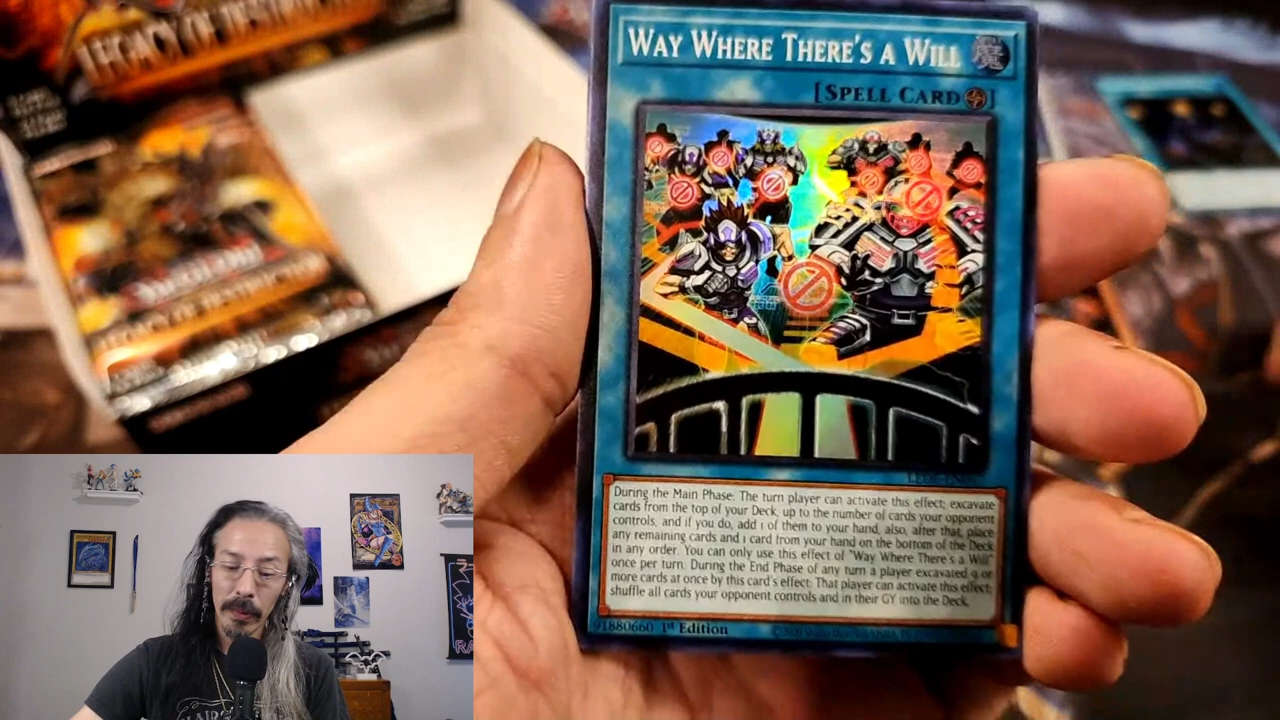 LEGACY OF DESTRUCTION
WAY WHERE THERE'S A WILL
[SPELL CARD]
LEGACY OF DESTRUCTION
During the Main Phase: The turn player can activate this effect; excavate
cards from the top of your Deck, up to the number of cards your opponent
controls, and if you do, add 1 of them to your hand, also, after that, place
any remaining cards and 1 card from your hand on the bottom of the Deck
in any order. You can only use this effect of "Way Where There's a Will"
once per turn. During the End Phase of any turn a player excavated 9 or
more cards at once by this card's effect: That player can activate this effect;
shuffle all cards your opponent controls and in their GY into the Deck.
91880660 1st Edition